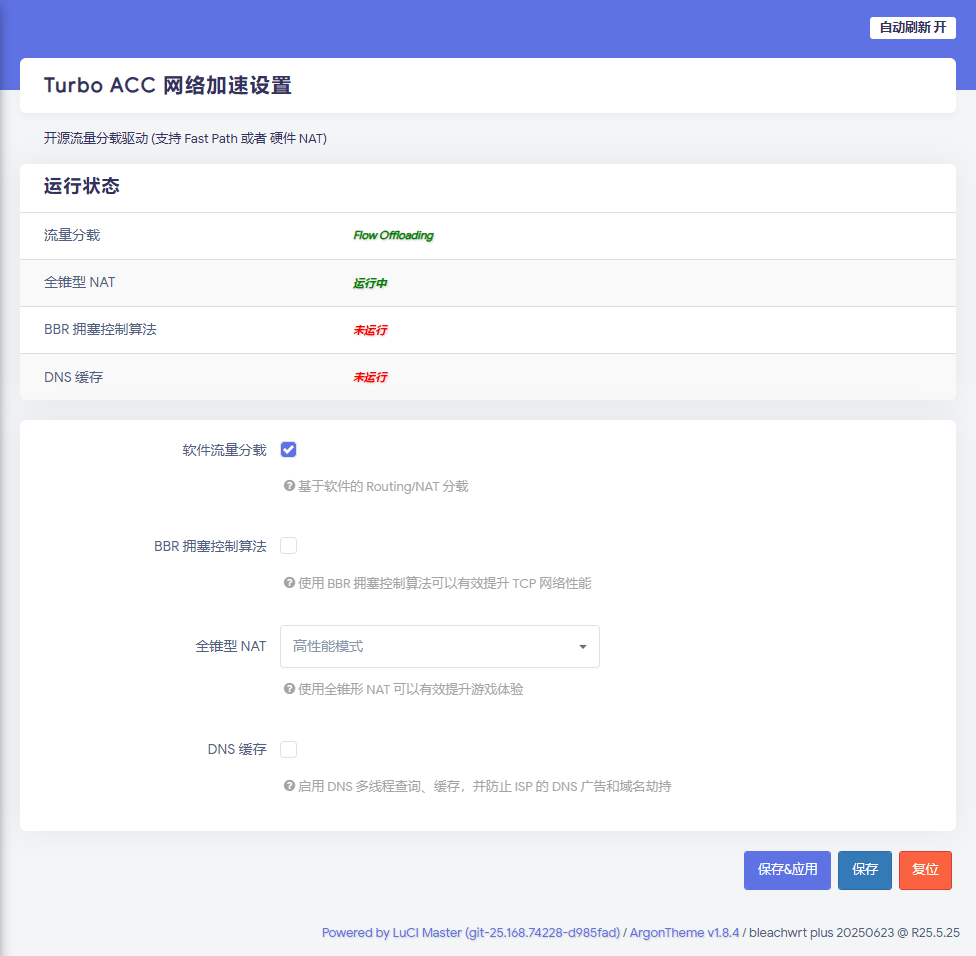 自动刷新 开
Turbo ACC 网络加速设置
开源流量分载驱动 (支持 Fast Path 或者 硬件 NAT)
运行状态
流量分载 Flow Offloading
全锥型 NAT 运行中
BBR 拥塞控制算法 未运行
DNS 缓存 未运行
软件流量分载
基于软件的 Routing/NAT 分载
BBR 拥塞控制算法
使用 BBR 拥塞控制算法可以有效提升 TCP 网络性能
全锥型 NAT 高性能模式
使用全锥形 NAT 可以有效提升游戏体验
DNS 缓存
启用 DNS 多线程查询、缓存，并防止 ISP 的 DNS 广告和域名劫持
保存&应用 保存 复位
Powered by LuCI Master (git-25.168.74228-d985fad) / ArgonTheme v1.8.4 / bleachwrt plus 20250623 @ R25.5.25